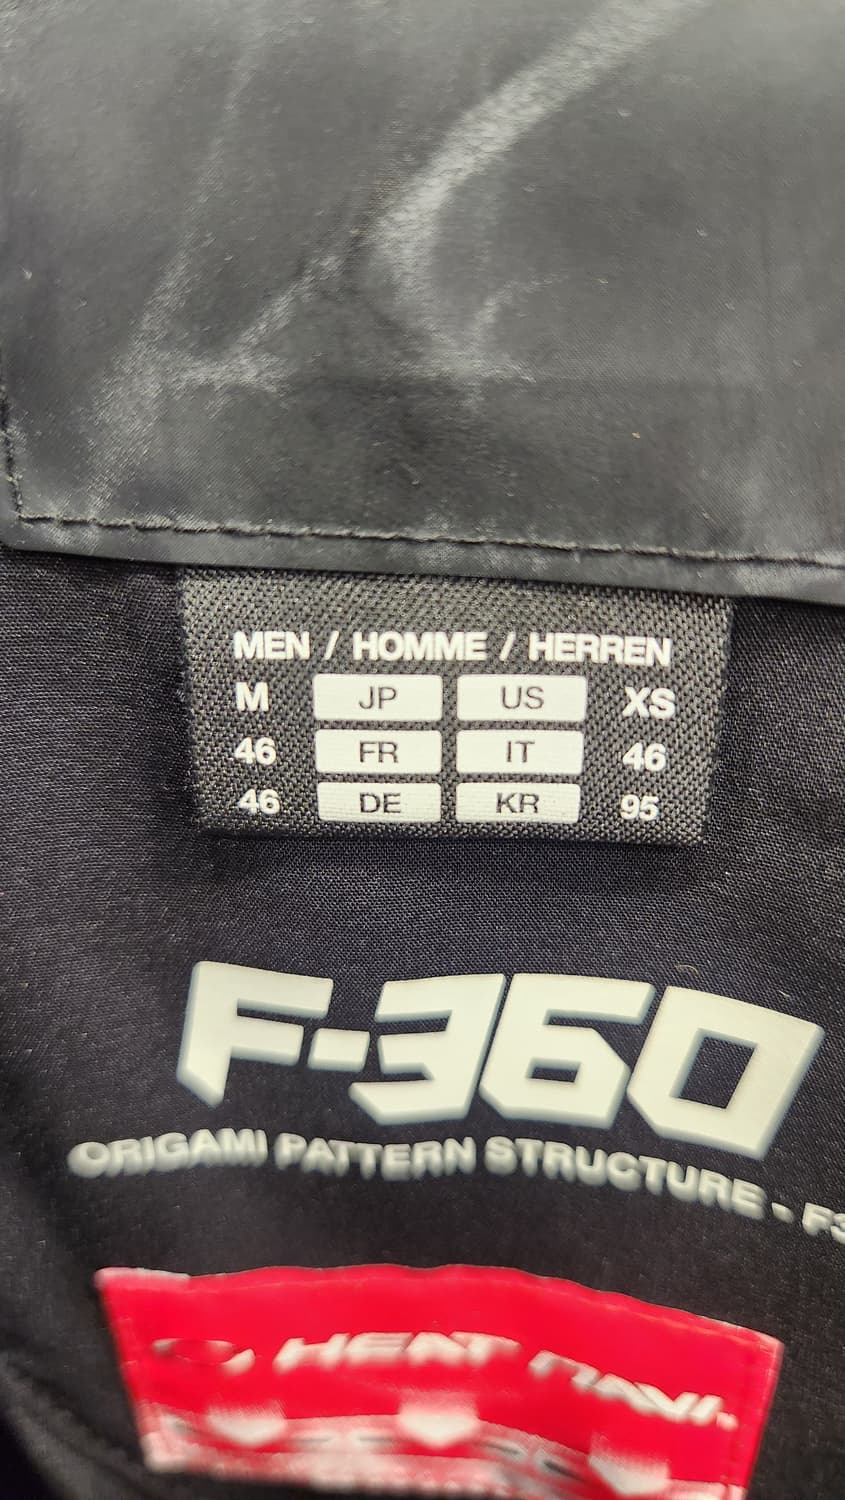 MEN / HOMME / HERREN
M JP US XS
46 FR IT 46
46 DE KR 95
F-360
ORIGAMI PATTERN STRUCTURE - F3
HEAT NAVI